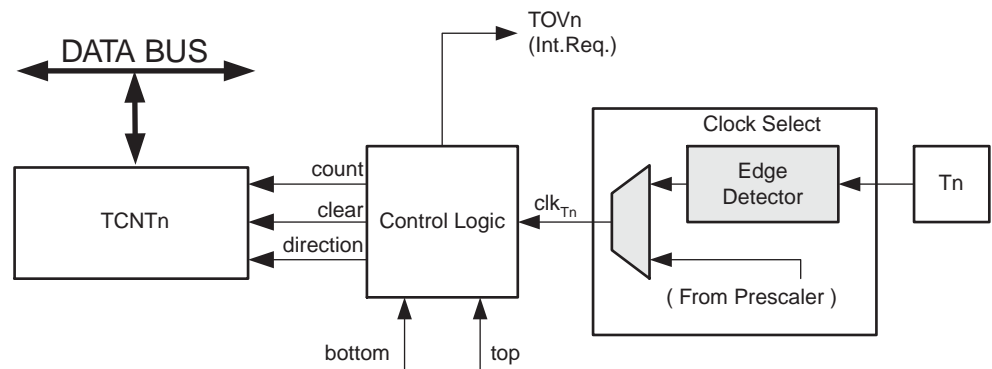 TOVn
(Int.Req.)
DATA BUS
Clock Select
count
Edge
Detector
Tn
TCNTn
clear
Control Logic
clkTn
direction
( From Prescaler )
bottom
top